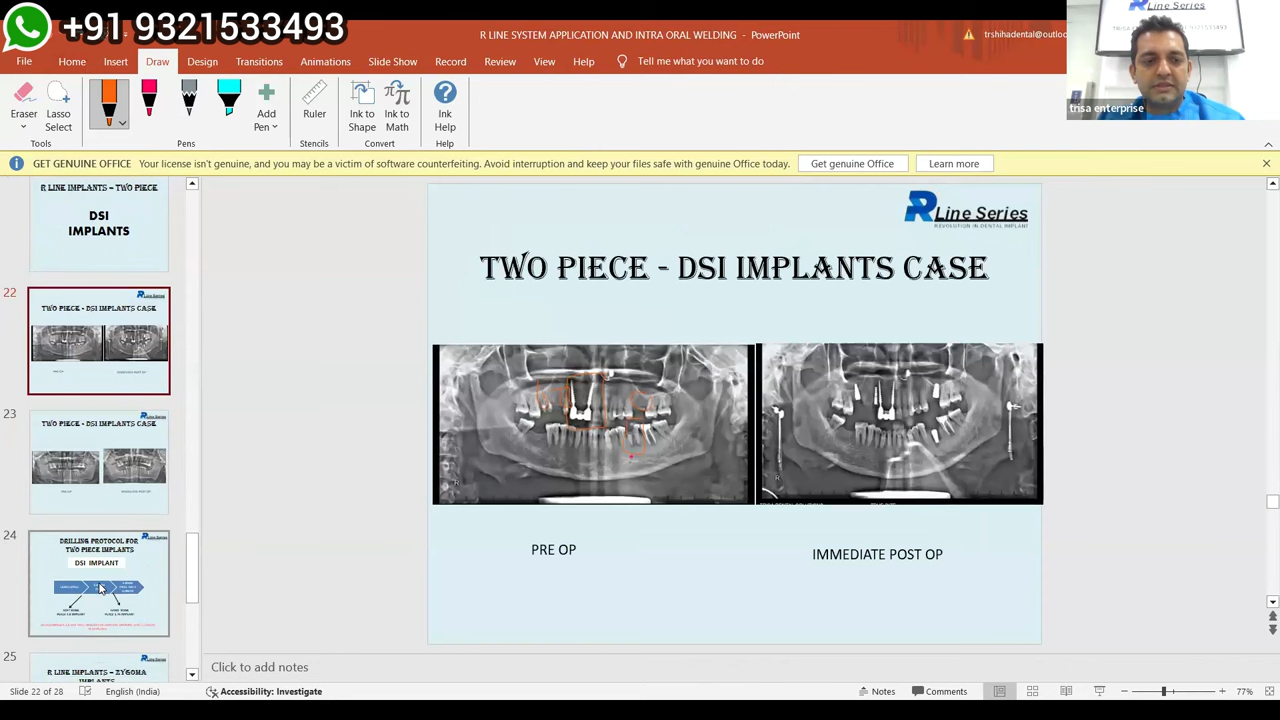 +91 9321533493
R LINE SYSTEM APPLICATION AND INTRA ORAL WELDING - PowerPoint
trshihadental@outloo
R Line Series
trisa enterprise
File Home Insert Draw Design Transitions Animations Slide Show Record Review View Help Tell me what you want to do
Eraser
Lasso Select
Add Pen
Ruler
Ink to Shape
Ink to Math
Ink Help
Tools
Pens
Stencils
Convert
Help
GET GENUINE OFFICE Your license isn't genuine, and you may be a victim of software counterfeiting. Avoid interruption and keep your files safe with genuine Office today. Get genuine Office Learn more
R LINE IMPLANTS – TWO PIECE
DSI
IMPLANTS
22
TWO PIECE - DSI IMPLANTS CASE
23
TWO PIECE - DSI IMPLANTS CASE
24
DRILLING PROTOCOL FOR
TWO PIECE IMPLANTS
DSI IMPLANT
25
R LINE IMPLANTS – ZYGOMA
IMPLANTS
R Line Series
REVOLUTION IN DENTAL IMPLANT
TWO PIECE - DSI IMPLANTS CASE
PRE OP
IMMEDIATE POST OP
Click to add notes
Slide 22 of 28 English (India) Accessibility: Investigate Notes Comments 77%